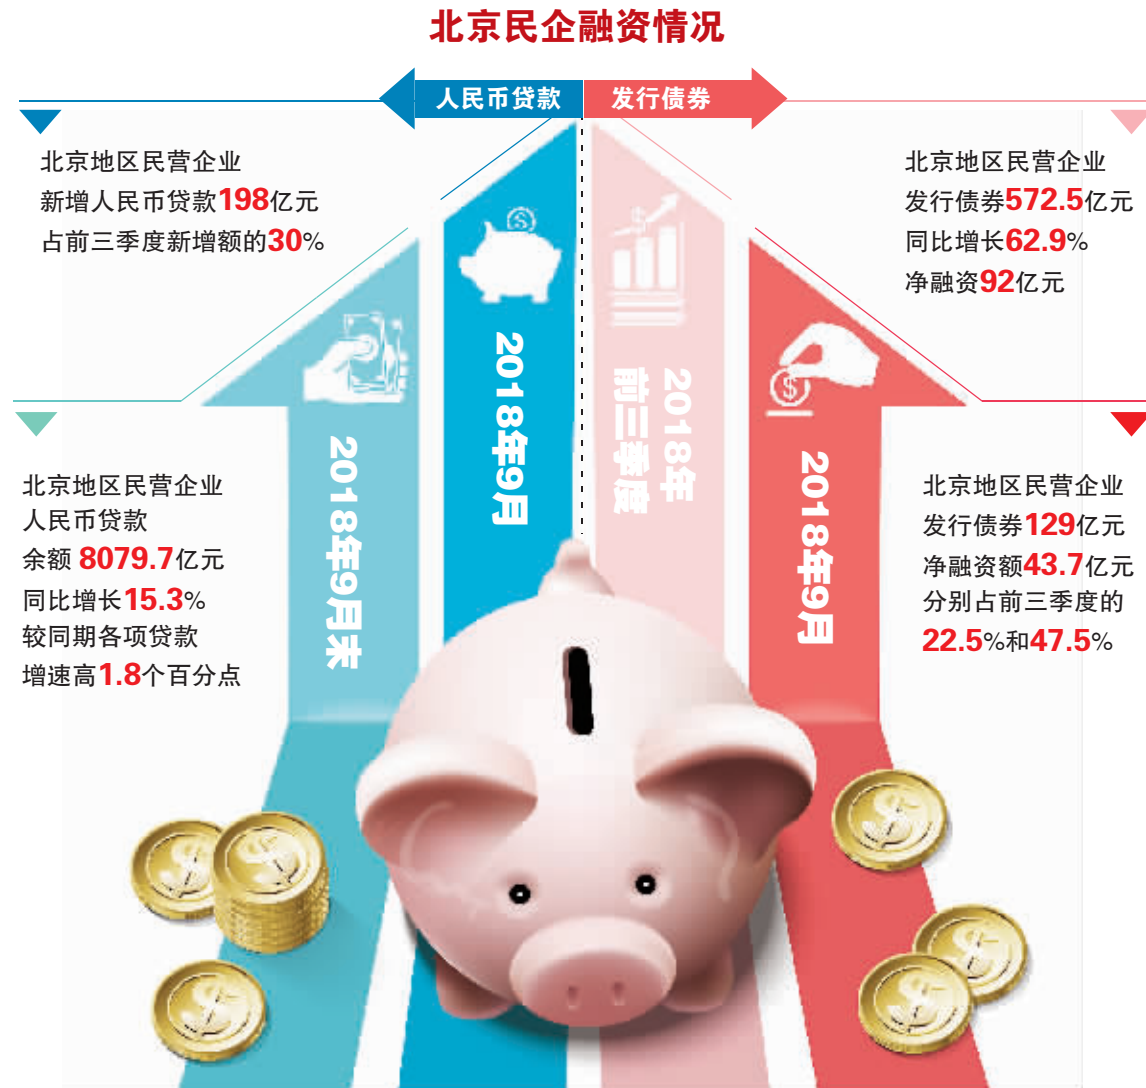 北京民企融资情况
人民币贷款
发行债券
北京地区民营企业
新增人民币贷款198亿元
占前三季度新增额的30%
北京地区民营企业
发行债券572.5亿元
同比增长62.9%
净融资92亿元
2018年9月末
2018年9月
2018年
前三季度
2018年9月
北京地区民营企业
人民币贷款
余额 8079.7亿元
同比增长15.3%
较同期各项贷款
增速高1.8个百分点
北京地区民营企业
发行债券129亿元
净融资额43.7亿元
分别占前三季度的
22.5%和47.5%